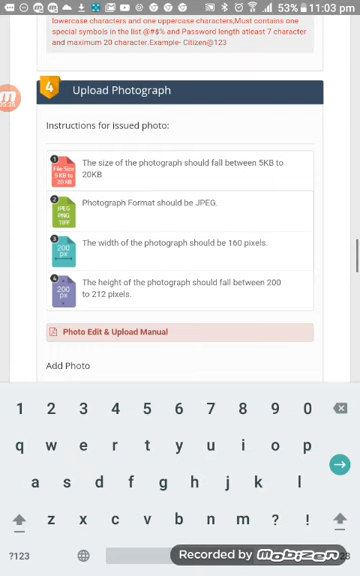 53% 11:03 pm
lowercase characters and one uppercase characters,Must contains one
special symbols in the list @#$% and Password length atleast 7 character
and maximum 20 character.Example- Citizen@123
4 Upload Photograph
Instructions for issued photo:
1 File Size 5 KB to 20 KB
The size of the photograph should fall between 5KB to
20KB
2 JPEG PNG TIFF
Photograph Format should be JPEG.
3 200 px
The width of the photograph should be 160 pixels.
4 200 px
The height of the photograph should fall between 200
to 212 pixels.
Photo Edit & Upload Manual
Add Photo
1 2 3 4 5 6 7 8 9 0
q w e r t y u i o p
a s d f g h j k l
z x c v b n m ? !
?123
Recorded by mobizen